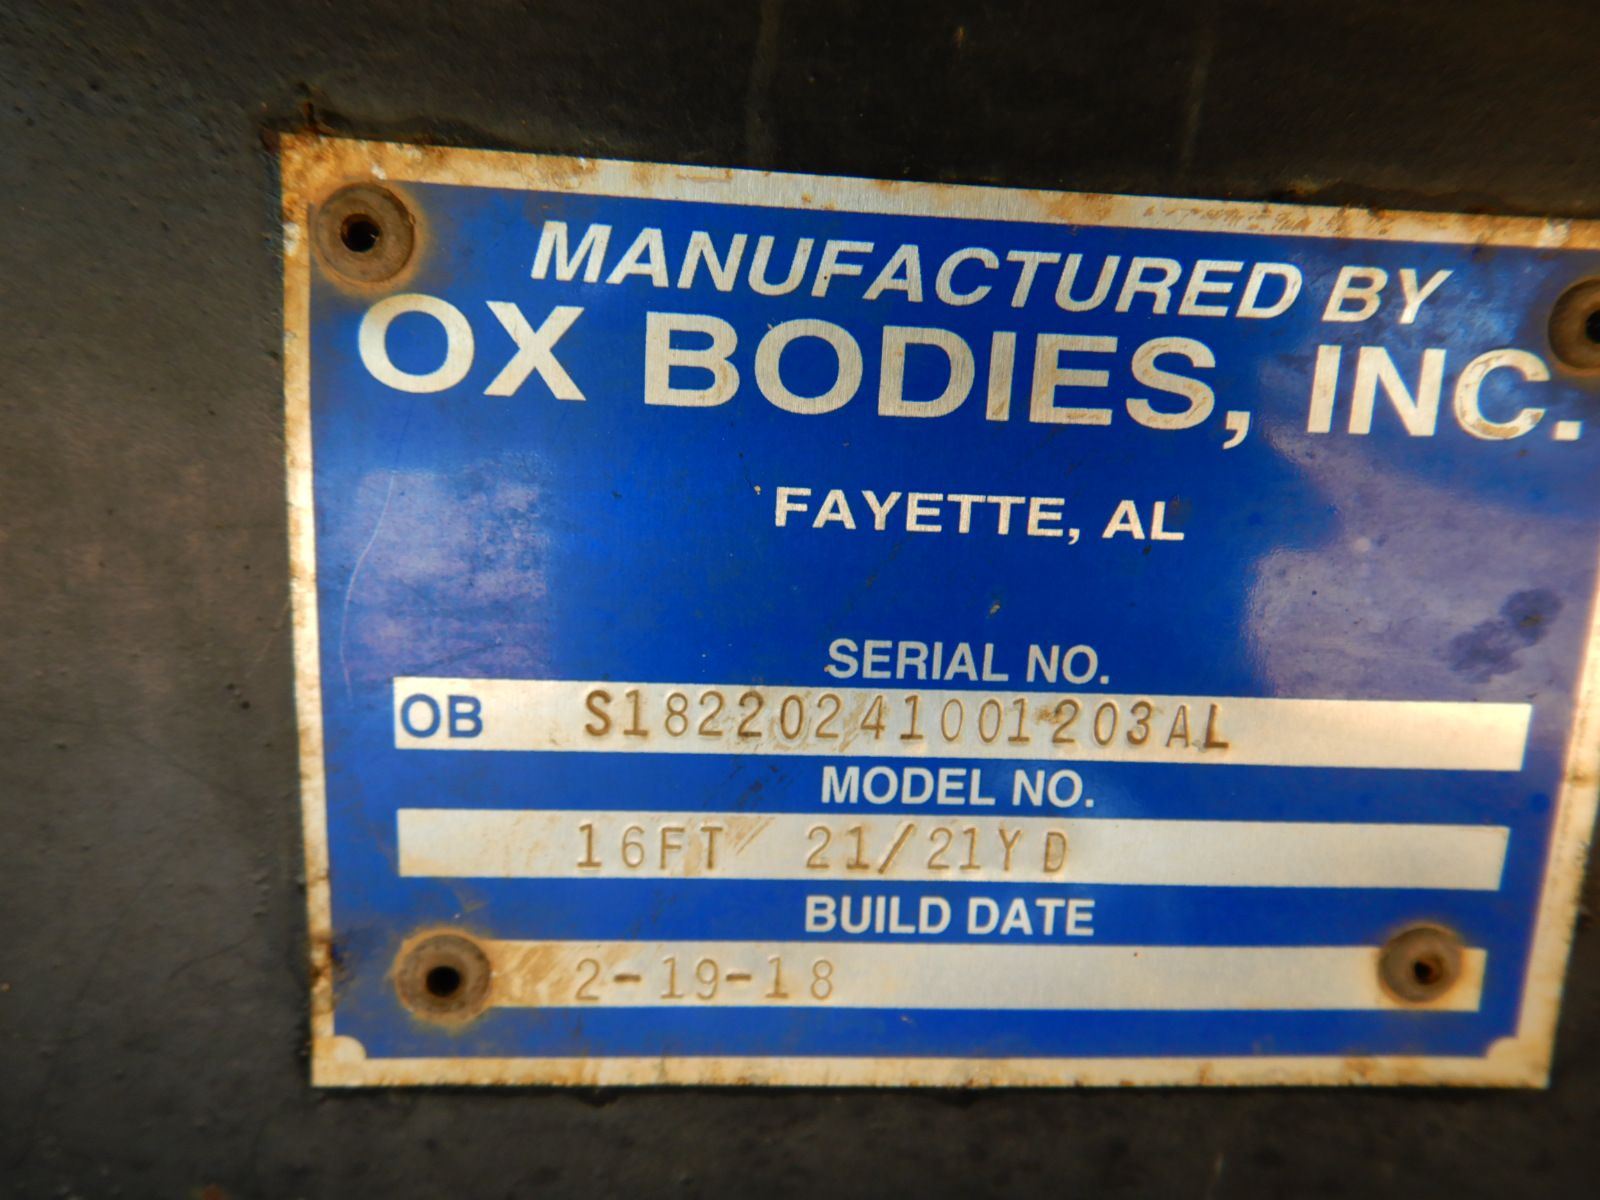 MANUFACTURED BY
OX BODIES, INC.
FAYETTE, AL
SERIAL NO.
OB S18220241001203AL
MODEL NO.
16FT 21/21YD
BUILD DATE
2-19-18